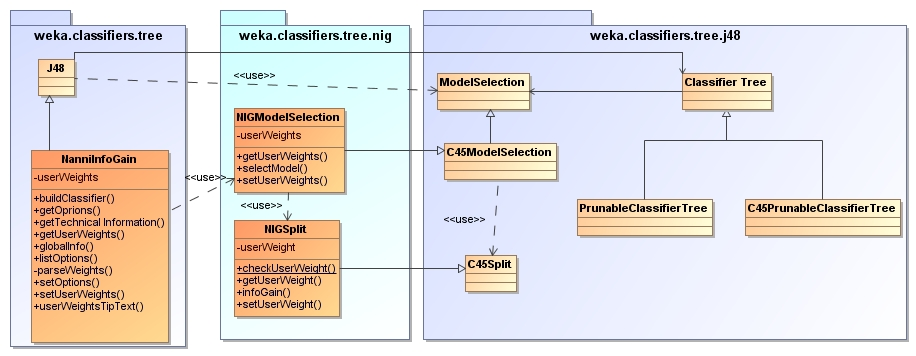 weka.classifiers.tree
J48
NanniInfoGain
-userWeights
+buildClassifier()
+getOprions()
+getTechnical Information()
+getUserWeights()
+globalInfo()
+listOptions()
-parseWeights()
+setOptions()
+setUserWeights()
+userWeightsTipText()
<<use>>
<<use>>
weka.classifiers.tree.nig
NIGModelSelection
-userWeights
+getUserWeights()
+selectModel()
+setUserWeights()
<<use>>
NIGSplit
-userWeight
+checkUserWeight()
+getUserWeight()
+infoGain()
+setUserWeight()
weka.classifiers.tree.j48
ModelSelection
Classifier Tree
C45ModelSelection
<<use>>
PrunableClassifierTree
C45PrunableClassifierTree
C45Split